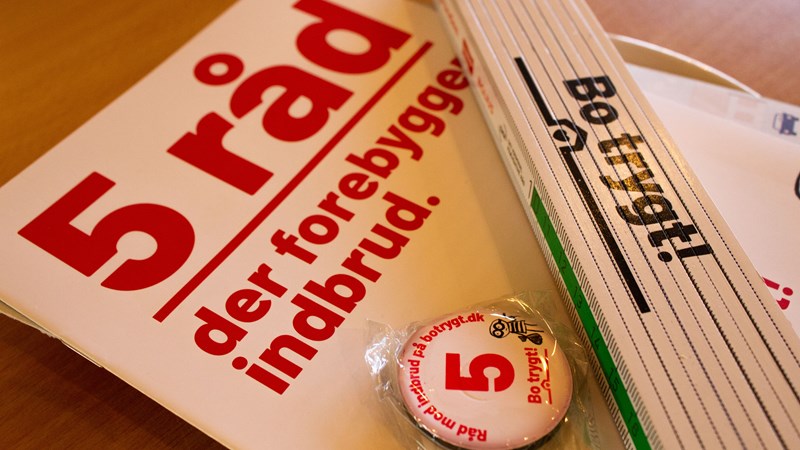 5 råd
der forebygger
indbrud.
Bo trygt!
Råd mod indbrud på botrygt.dk
5
Bo trygt!